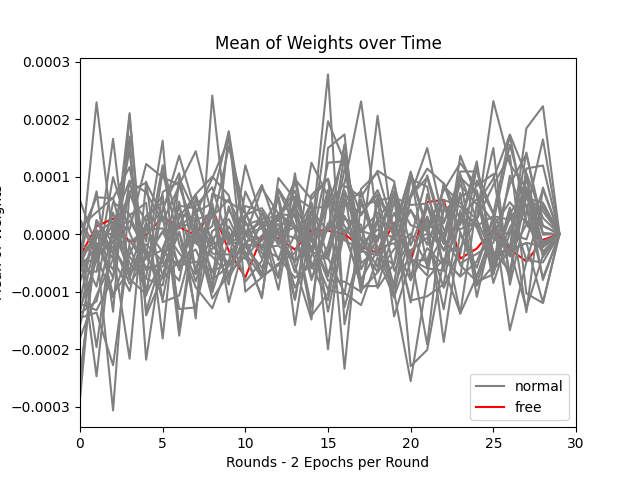 Mean of Weights over Time
0.0003
0.0002
0.0001
0.0000
−0.0001
−0.0002
−0.0003
0 5 10 15 20 25 30
Rounds - 2 Epochs per Round
normal
free